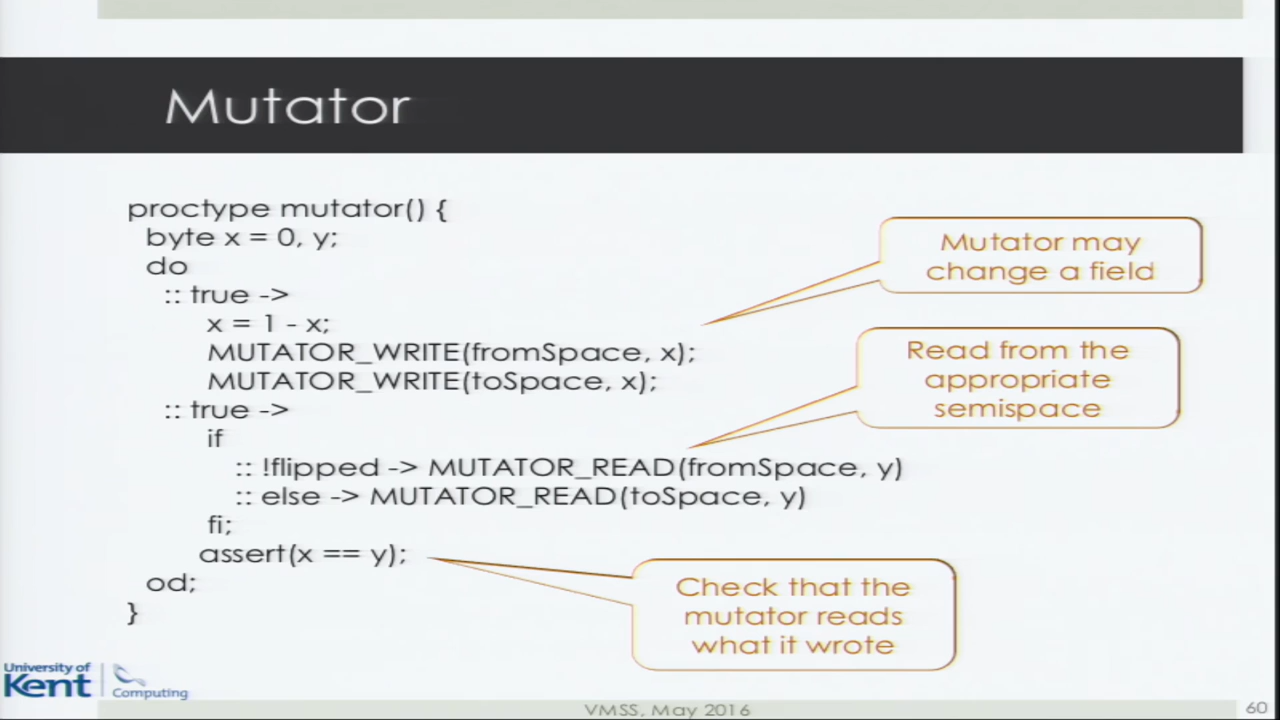 Mutator
proctype mutator() {
byte x = 0, y;
do
:: true ->
x = 1 - x;
MUTATOR_WRITE(fromSpace, x);
MUTATOR_WRITE(toSpace, x);
:: true ->
if
:: !flipped -> MUTATOR_READ(fromSpace, y)
:: else -> MUTATOR_READ(toSpace, y)
fi;
assert(x == y);
od;
}
Mutator may
change a field
Read from the
appropriate
semispace
Check that the
mutator reads
what it wrote
University of
Kent
Computing
VMSS, May 2016
60